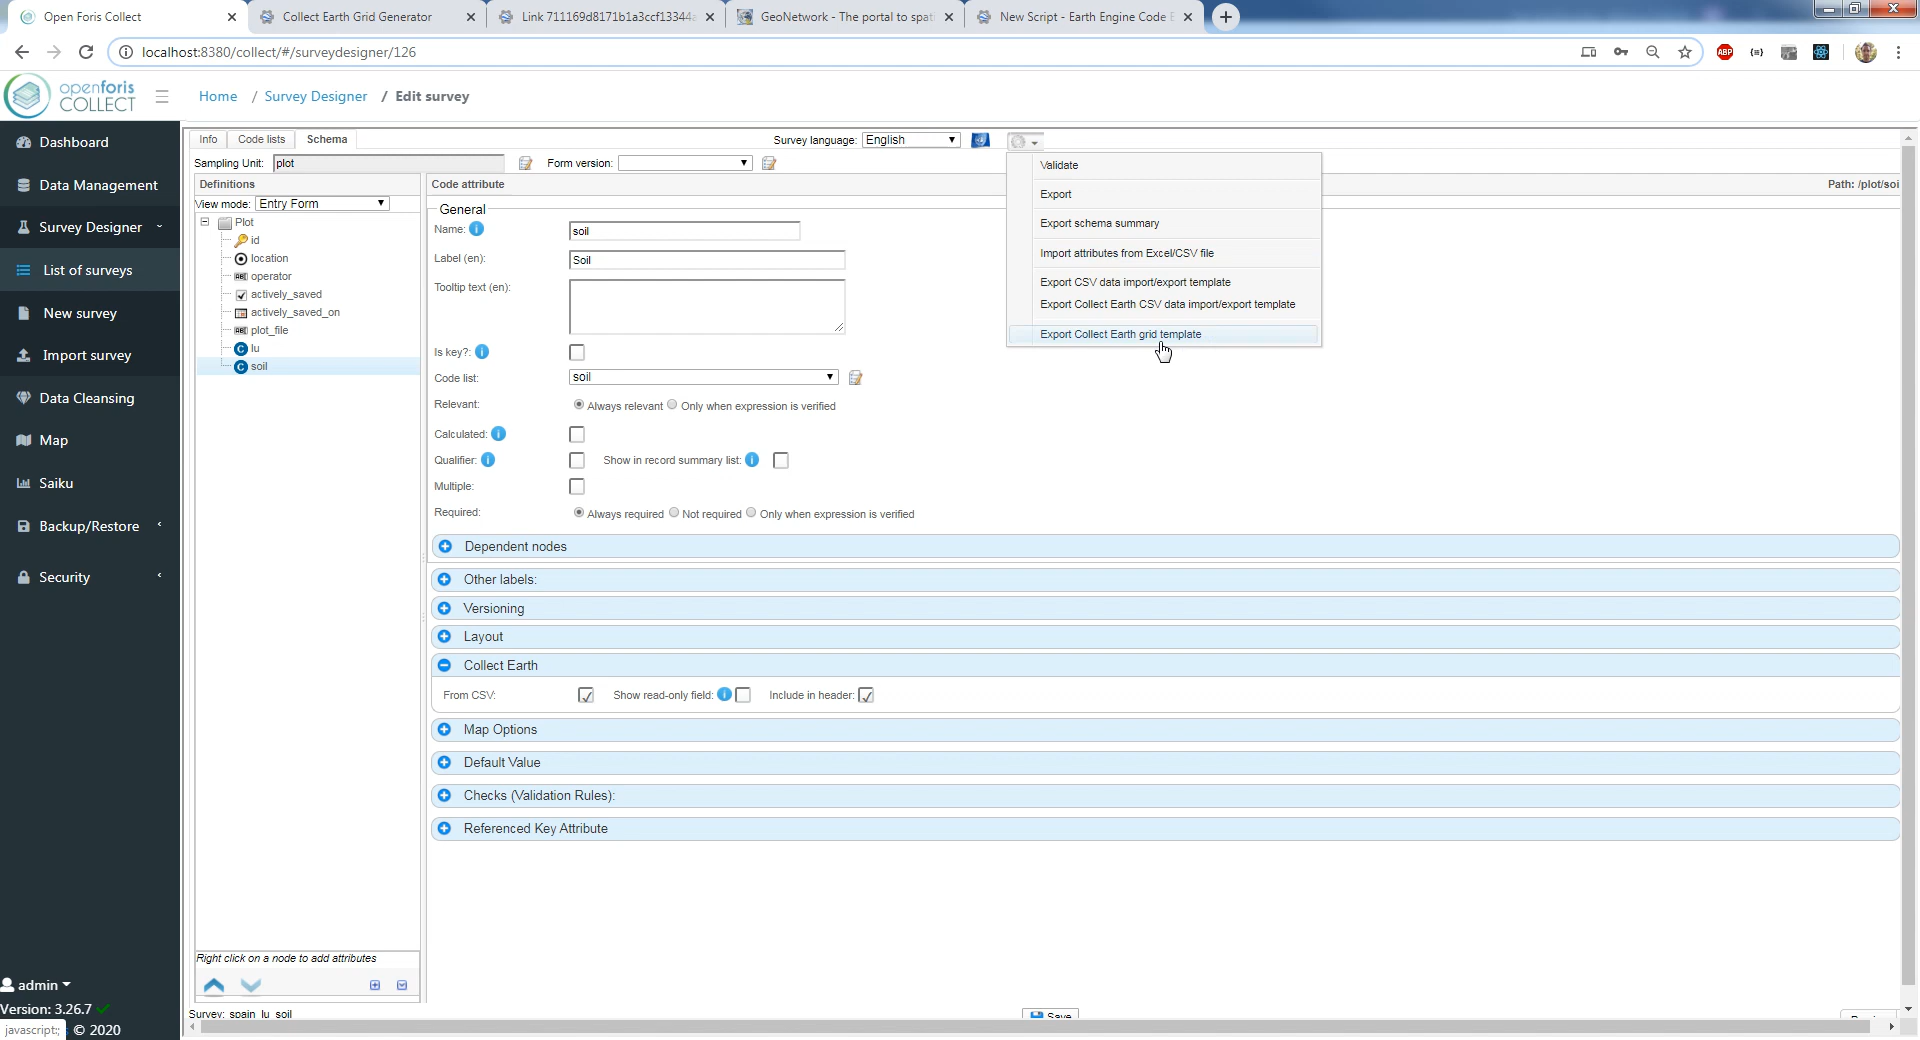 Open Foris Collect
Collect Earth Grid Generator
Link 711169d8171b1a3ccf13344
GeoNetwork - The portal to spat
New Script - Earth Engine Code E
localhost:8380/collect/#/surveydesigner/126
ABP
openforis
COLLECT
Home / Survey Designer / Edit survey
Dashboard
Data Management
Survey Designer
List of surveys
New survey
Import survey
Data Cleansing
Map
Saiku
Backup/Restore
Security
admin
Version: 3.26.7
javascript:;
© 2020
Info
Code lists
Schema
Survey language: English
Sampling Unit: plot
Form version:
Definitions
View mode: Entry Form
Plot
id
location
operator
actively_saved
actively_saved_on
plot_file
lu
soil
Right click on a node to add attributes
Survey: spain_lu_soil
Code attribute
Path: /plot/soi
General
Name: soil
Label (en): Soil
Tooltip text (en):
Is key?:
Code list: soil
Relevant: Always relevant Only when expression is verified
Calculated:
Qualifier: Show in record summary list:
Multiple:
Required: Always required Not required Only when expression is verified
Dependent nodes
Other labels:
Versioning
Layout
Collect Earth
From CSV: Show read-only field: Include in header:
Map Options
Default Value
Checks (Validation Rules):
Referenced Key Attribute
Save
Validate
Export
Export schema summary
Import attributes from Excel/CSV file
Export CSV data import/export template
Export Collect Earth CSV data import/export template
Export Collect Earth grid template